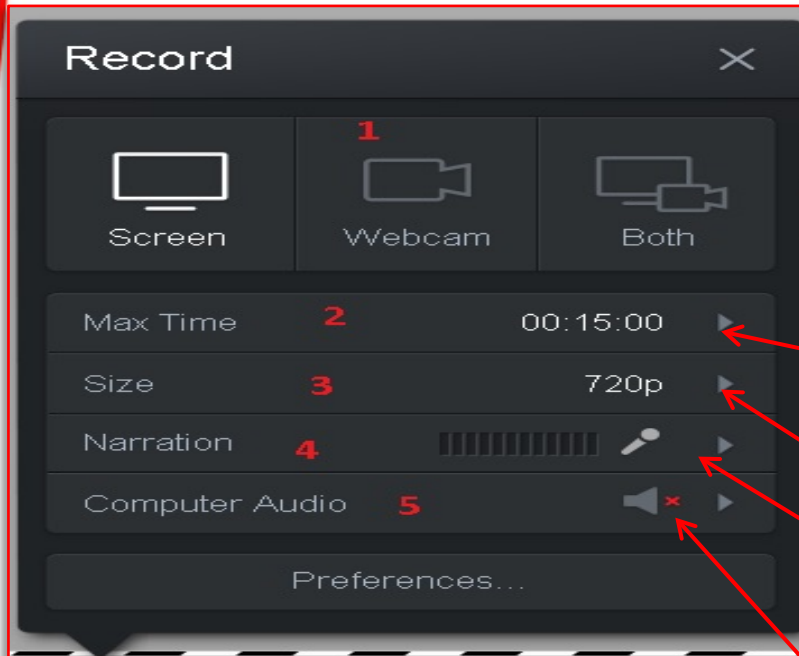 Record
1
Screen Webcam Both
Max Time 2 00:15:00
Size 3 720p
Narration 4
Computer Audio 5
Preferences...